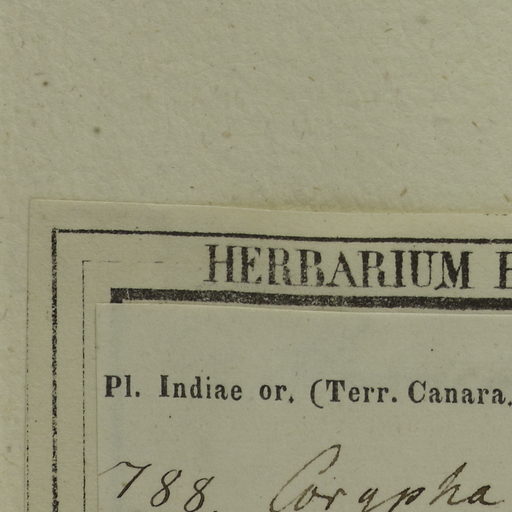 HERBARIUM
Pl. Indiae or. (Terr. Canara.
788. Corypha